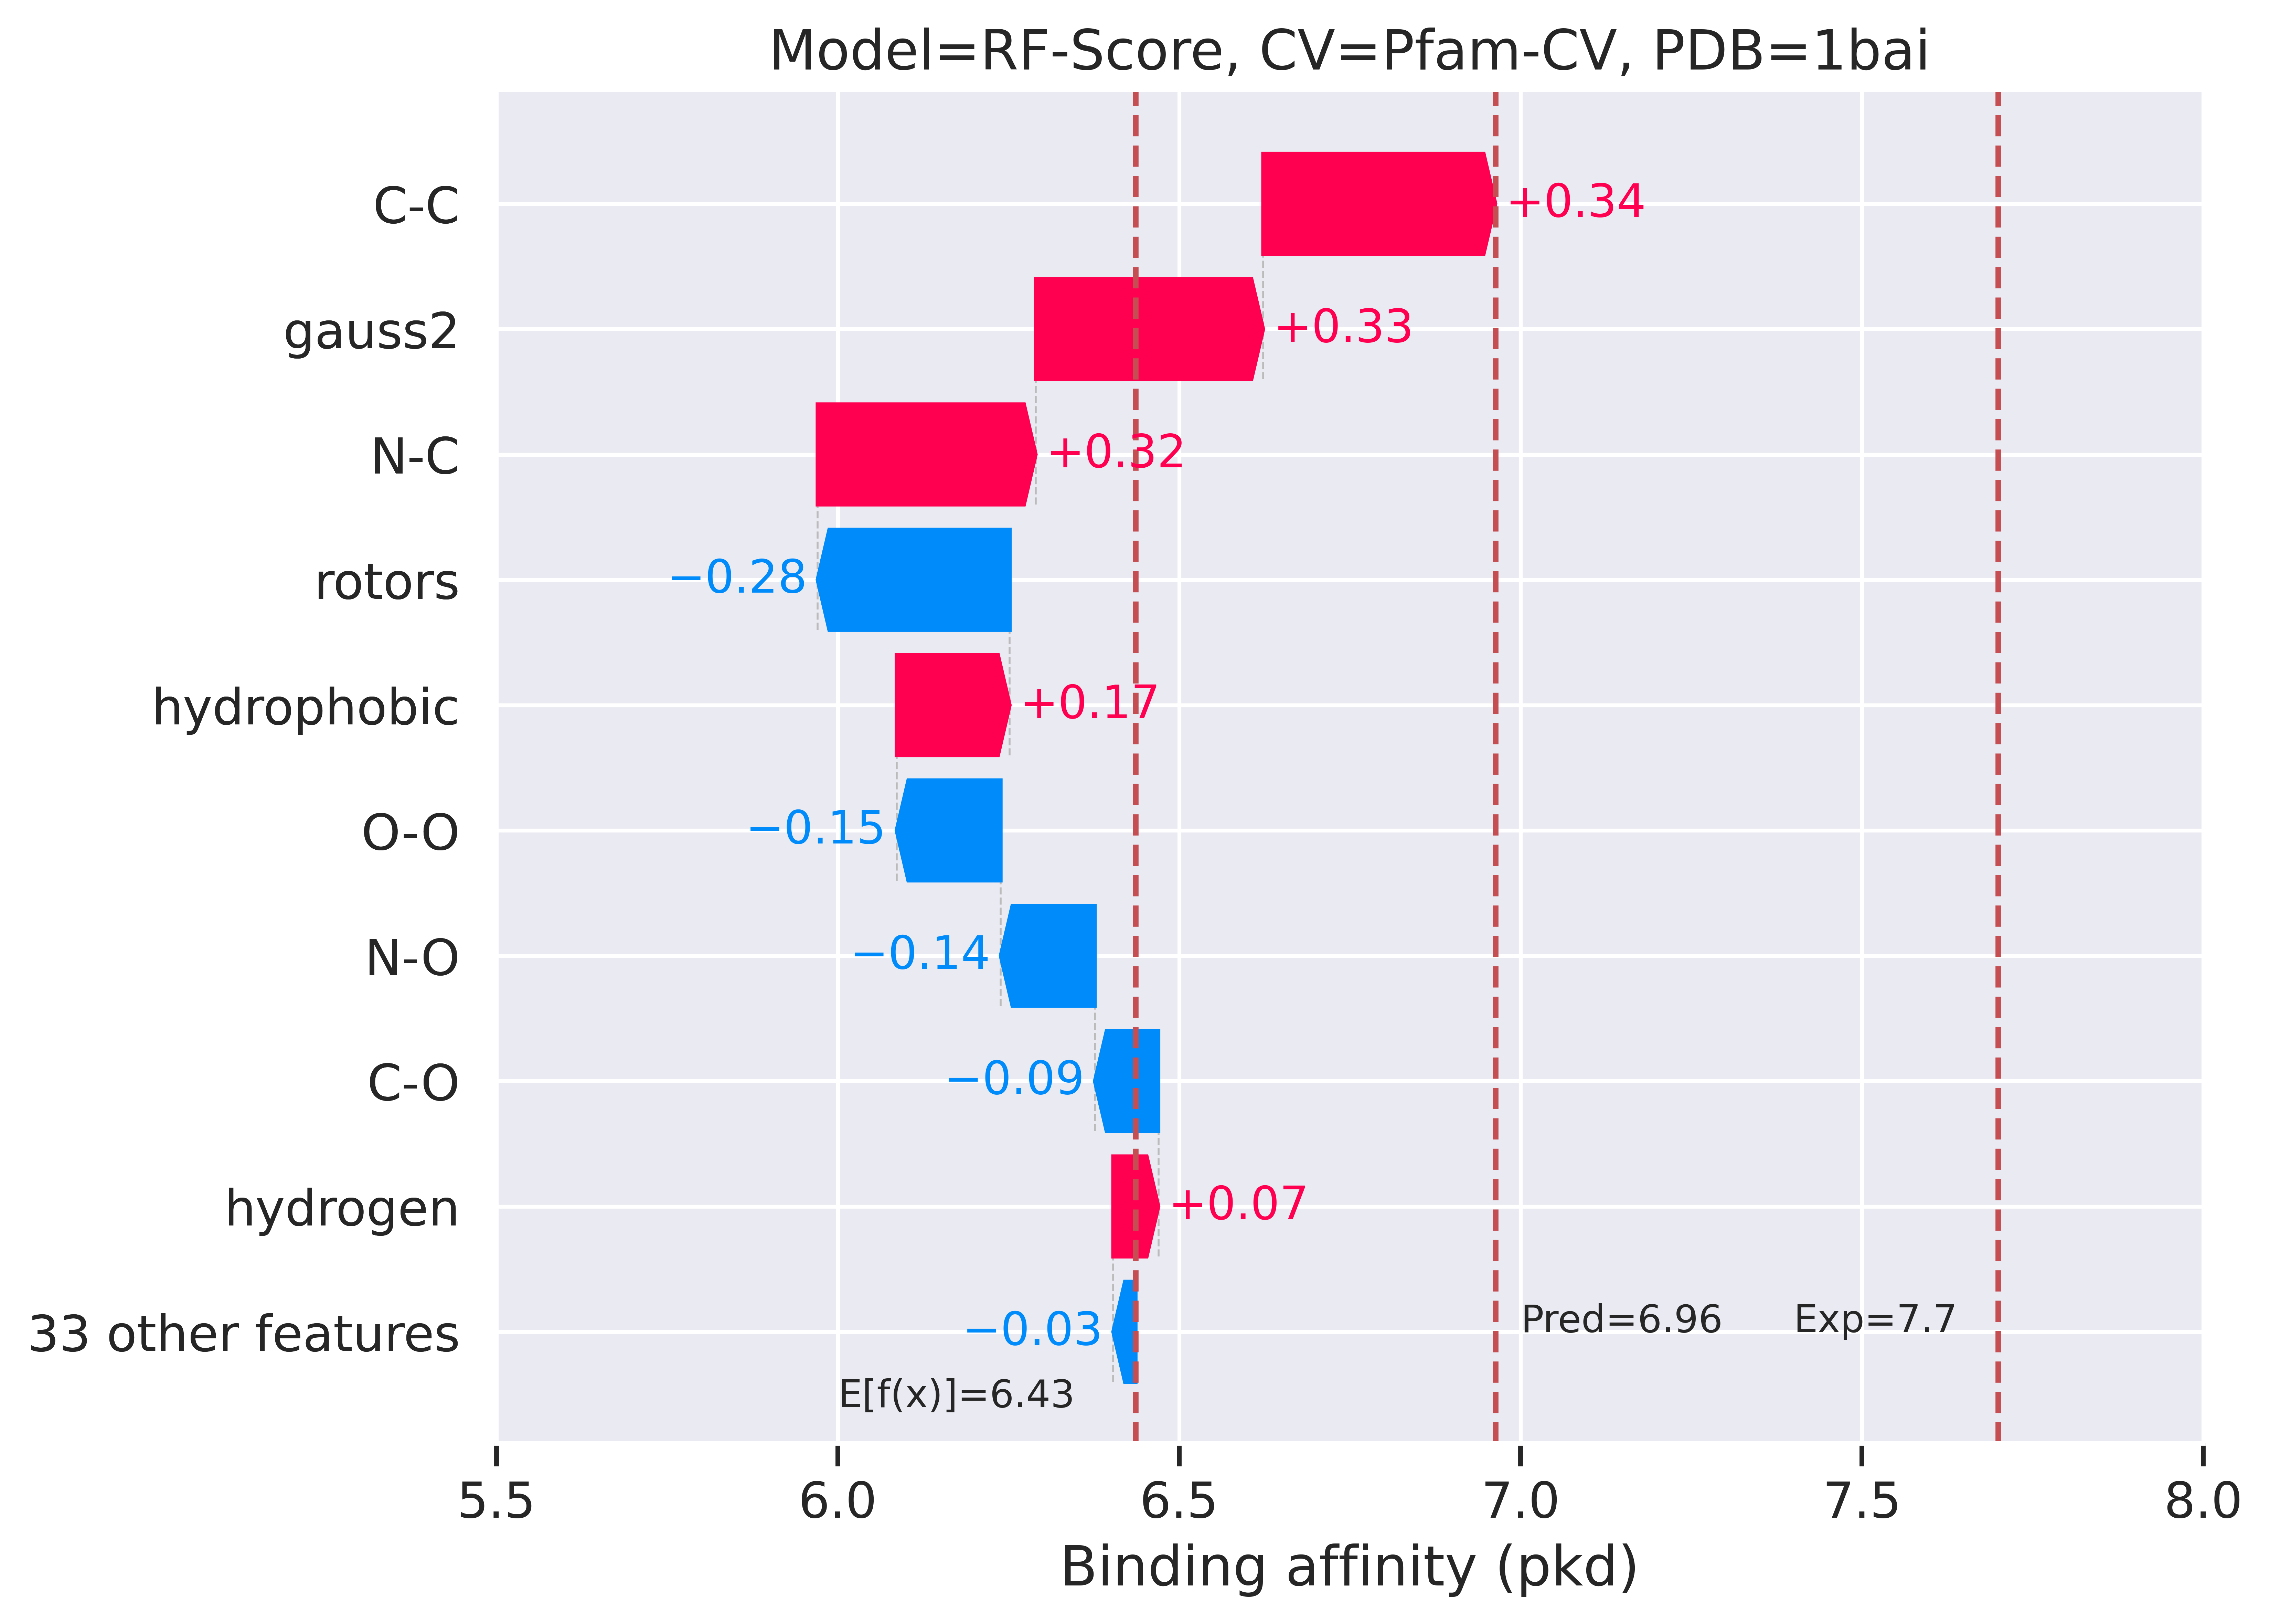 Model=RF-Score, CV=Pfam-CV, PDB=1bai
C-C
+0.34
gauss2
+0.33
N-C
+0.32
rotors
−0.28
hydrophobic
+0.17
O-O
−0.15
N-O
−0.14
C-O
−0.09
hydrogen
+0.07
33 other features
−0.03
Pred=6.96
Exp=7.7
E[f(x)]=6.43
5.5 6.0 6.5 7.0 7.5 8.0
Binding affinity (pkd)